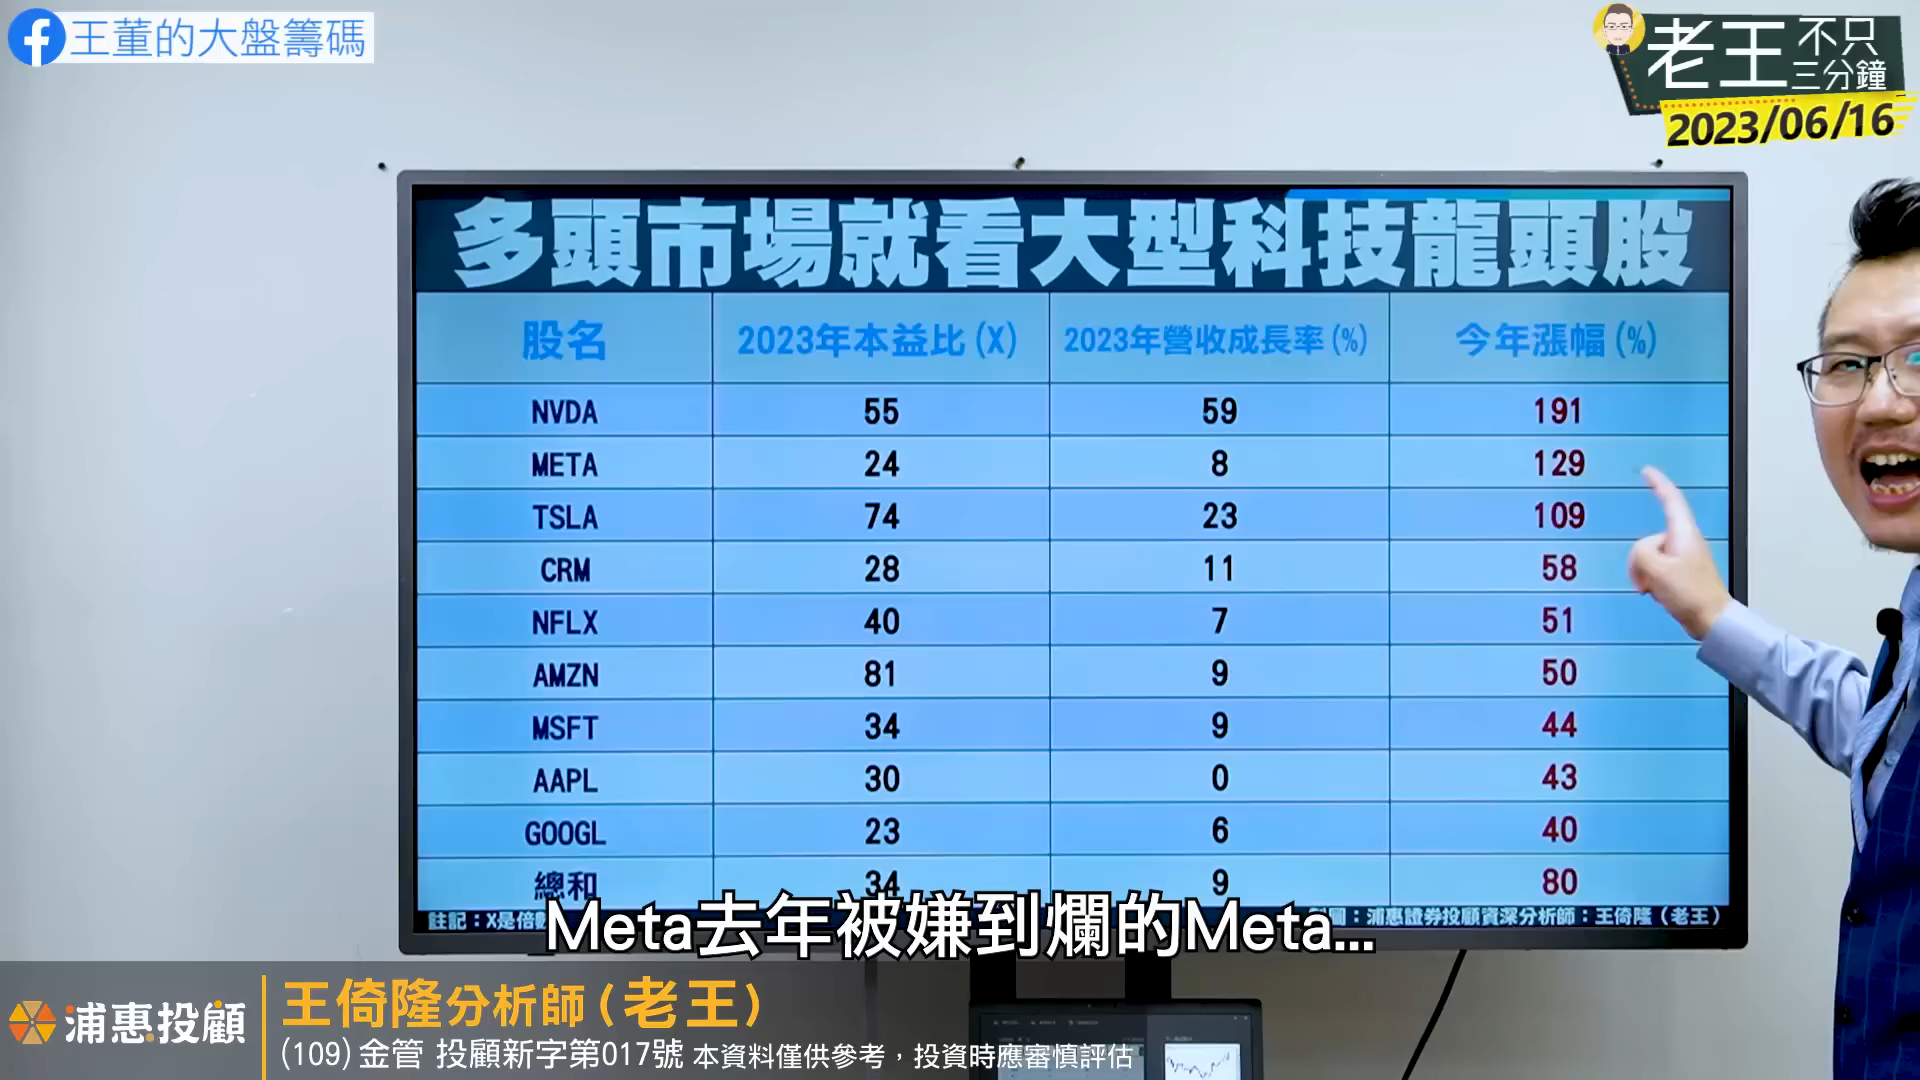 王董的大盤籌碼
老王 不只三分鐘
2023/06/16
多頭市場就看大型科技龍頭股
股名 2023年本益比(X) 2023年營收成長率(%) 今年漲幅(%)
NVDA 55 59 191
META 24 8 129
TSLA 74 23 109
CRM 28 11 58
NFLX 40 7 51
AMZN 81 9 50
MSFT 34 9 44
AAPL 30 0 43
GOOGL 23 6 40
總和 34 9 80
註記：X是倍
圖：浦惠證券投顧資深分析師：王倚隆（老王）
Meta去年被嫌到爛的Meta...
浦惠投顧
王倚隆分析師(老王)
(109)金管 投顧新字第017號 本資料僅供參考，投資時應審慎評估